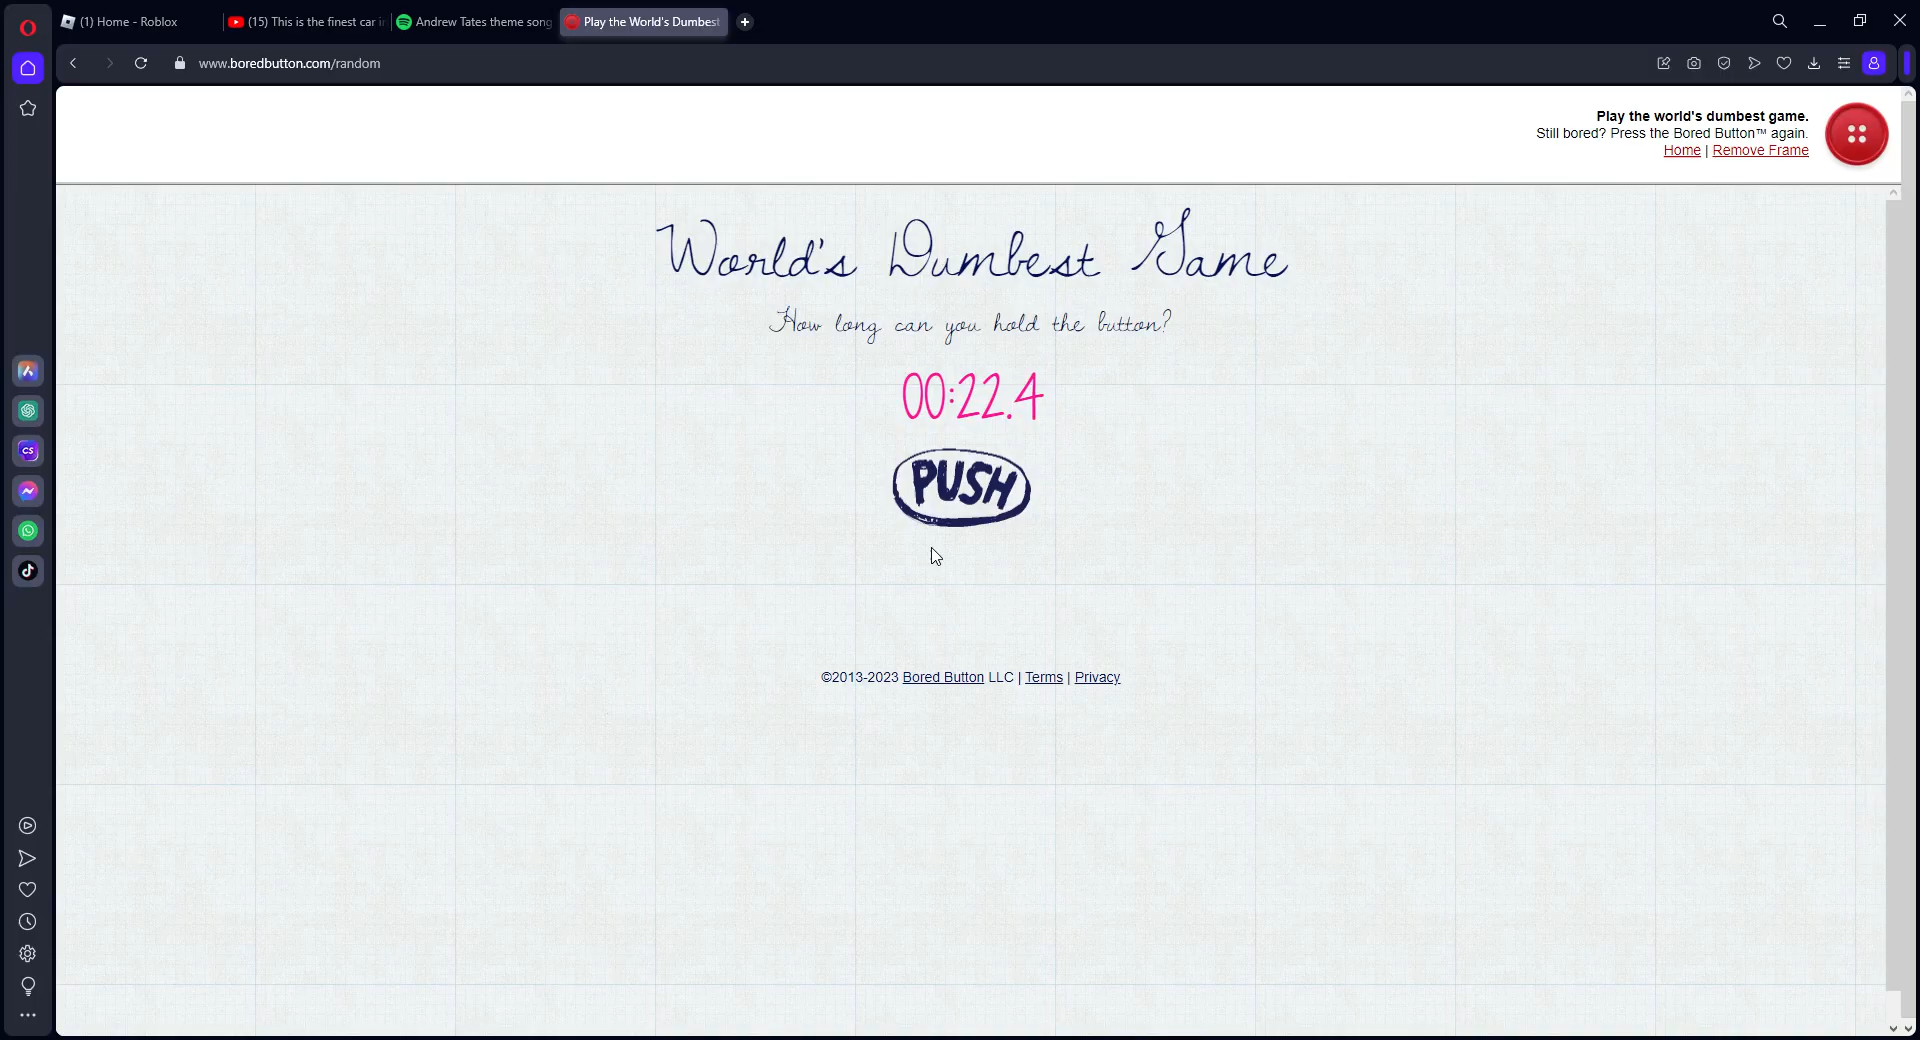 (1) Home - Roblox
(15) This is the finest car i
Andrew Tates theme song
Play the World's Dumbest
www.boredbutton.com/random
Play the world's dumbest game.
Still bored? Press the Bored Button™ again.
Home | Remove Frame
World's Dumbest Game
How long can you hold the button?
00:22.4
PUSH
CS
©2013-2023 Bored Button LLC | Terms | Privacy